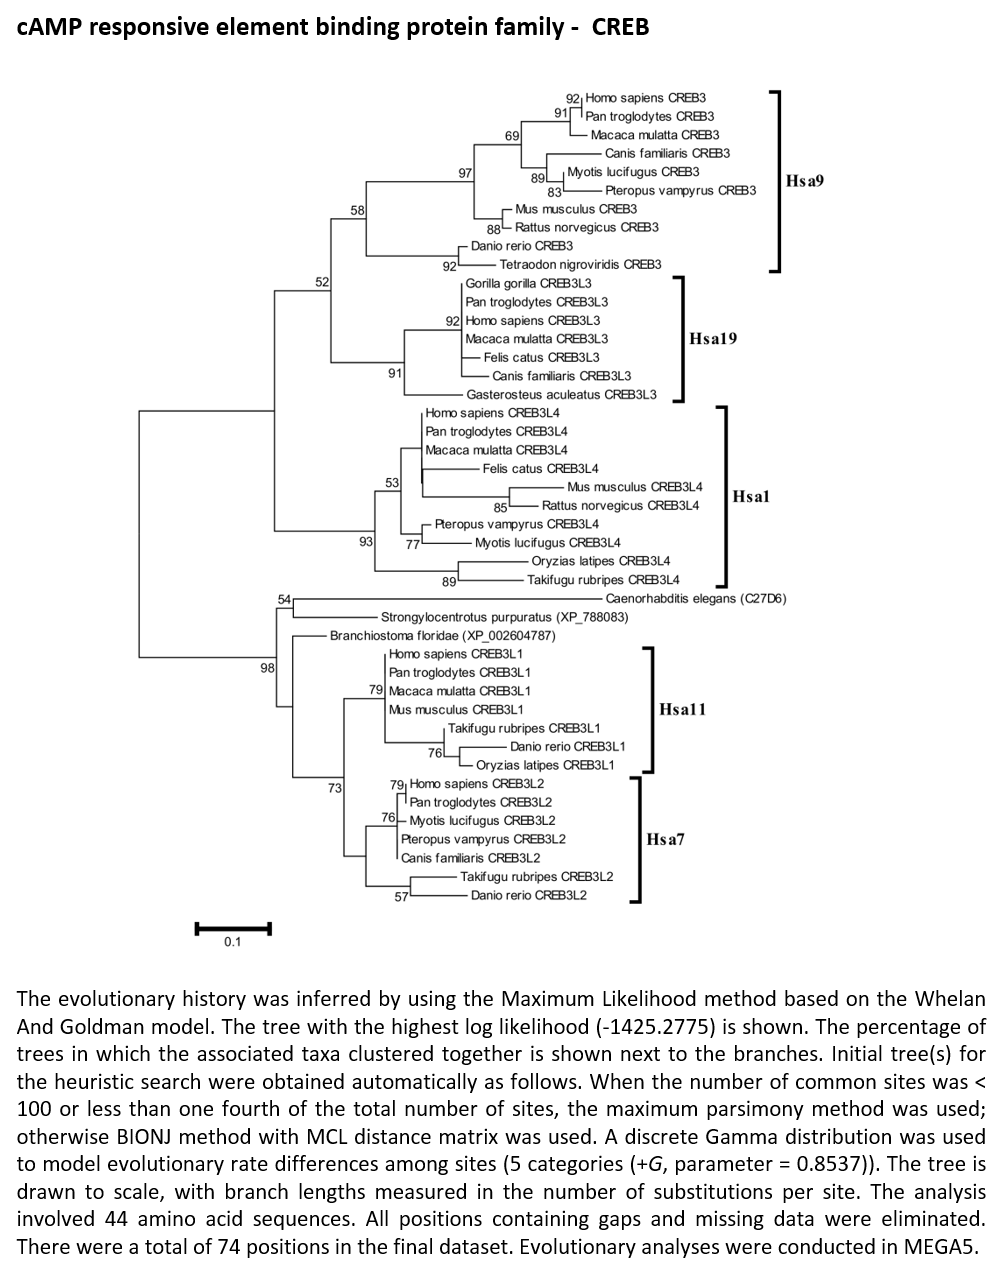 cAMP responsive element binding protein family - CREB
92 Homo sapiens CREB3
91 Pan troglodytes CREB3
Macaca mulatta CREB3
69
Canis familiaris CREB3
Myotis lucifugus CREB3
89
83 Pteropus vampyrus CREB3
97
Hsa9
Mus musculus CREB3
88 Rattus norvegicus CREB3
58
Danio rerio CREB3
92 Tetraodon nigroviridis CREB3
52
Gorilla gorilla CREB3L3
Pan troglodytes CREB3L3
92 Homo sapiens CREB3L3
Macaca mulatta CREB3L3
Hsa19
Felis catus CREB3L3
91 Canis familiaris CREB3L3
Gasterosteus aculeatus CREB3L3
Homo sapiens CREB3L4
Pan troglodytes CREB3L4
Macaca mulatta CREB3L4
Felis catus CREB3L4
53 Mus musculus CREB3L4
Hsa1
85 Rattus norvegicus CREB3L4
Pteropus vampyrus CREB3L4
93 77 Myotis lucifugus CREB3L4
Oryzias latipes CREB3L4
89 Takifugu rubripes CREB3L4
54 Caenorhabditis elegans (C27D6)
Strongylocentrotus purpuratus (XP_788083)
Branchiostoma floridae (XP_002604787)
98
Homo sapiens CREB3L1
Pan troglodytes CREB3L1
79 Macaca mulatta CREB3L1
Mus musculus CREB3L1
Hsa11
Takifugu rubripes CREB3L1
76 Danio rerio CREB3L1
Oryzias latipes CREB3L1
73
79 Homo sapiens CREB3L2
Pan troglodytes CREB3L2
76 Myotis lucifugus CREB3L2
Pteropus vampyrus CREB3L2
Hsa7
Canis familiaris CREB3L2
Takifugu rubripes CREB3L2
57 Danio rerio CREB3L2
0.1
The evolutionary history was inferred by using the Maximum Likelihood method based on the Whelan
And Goldman model. The tree with the highest log likelihood (-1425.2775) is shown. The percentage of
trees in which the associated taxa clustered together is shown next to the branches. Initial tree(s) for
the heuristic search were obtained automatically as follows. When the number of common sites was <
100 or less than one fourth of the total number of sites, the maximum parsimony method was used;
otherwise BIONJ method with MCL distance matrix was used. A discrete Gamma distribution was used
to model evolutionary rate differences among sites (5 categories (+G, parameter = 0.8537)). The tree is
drawn to scale, with branch lengths measured in the number of substitutions per site. The analysis
involved 44 amino acid sequences. All positions containing gaps and missing data were eliminated.
There were a total of 74 positions in the final dataset. Evolutionary analyses were conducted in MEGA5.